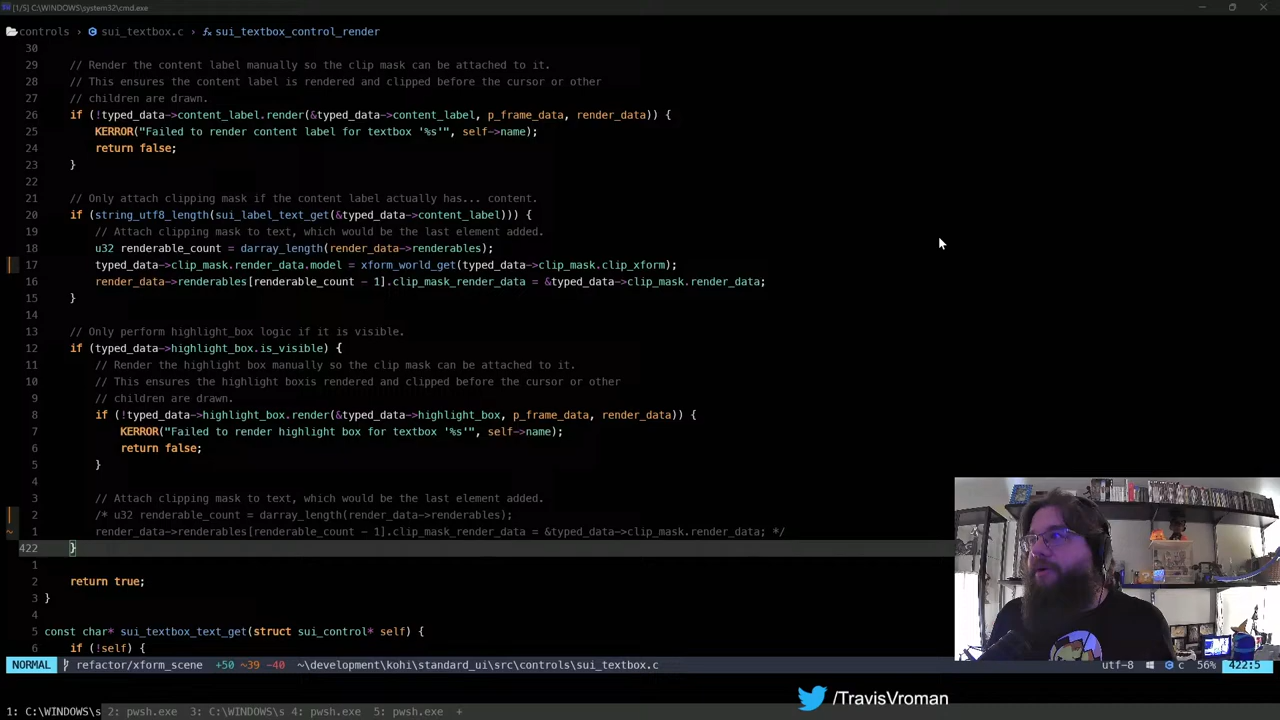 [1/5] C:\WINDOWS\system32\cmd.exe
controls > sui_textbox.c > sui_textbox_control_render
30
29 // Render the content label manually so the clip mask can be attached to it.
28 // This ensures the content label is rendered and clipped before the cursor or other
27 // children are drawn.
26 if (!typed_data->content_label.render(&typed_data->content_label, p_frame_data, render_data)) {
25 KERROR("Failed to render content label for textbox '%s'", self->name);
24 return false;
23 }
22
21 // Only attach clipping mask if the content label actually has... content.
20 if (string_utf8_length(sui_label_text_get(&typed_data->content_label))) {
19 // Attach clipping mask to text, which would be the last element added.
18 u32 renderable_count = darray_length(render_data->renderables);
17 typed_data->clip_mask.render_data.model = xform_world_get(typed_data->clip_mask.clip_xform);
16 render_data->renderables[renderable_count - 1].clip_mask_render_data = &typed_data->clip_mask.render_data;
15 }
14
13 // Only perform highlight_box logic if it is visible.
12 if (typed_data->highlight_box.is_visible) {
11 // Render the highlight box manually so the clip mask can be attached to it.
10 // This ensures the highlight boxis rendered and clipped before the cursor or other
9 // children are drawn.
8 if (!typed_data->highlight_box.render(&typed_data->highlight_box, p_frame_data, render_data)) {
7 KERROR("Failed to render highlight box for textbox '%s'", self->name);
6 return false;
5 }
4
3 // Attach clipping mask to text, which would be the last element added.
2 /* u32 renderable_count = darray_length(render_data->renderables);
~ 1 render_data->renderables[renderable_count - 1].clip_mask_render_data = &typed_data->clip_mask.render_data; */
422 }
1
2 return true;
3 }
4
5 const char* sui_textbox_text_get(struct sui_control* self) {
6 if (!self) {
NORMAL refactor/xform_scene +50 ~39 -40 ~\development\kohi\standard_ui\src\controls\sui_textbox.c utf-8 c 56% 422:5
/TravisVroman
1: C:\WINDOWS\s 2: pwsh.exe 3: C:\WINDOWS\s 4: pwsh.exe 5: pwsh.exe +